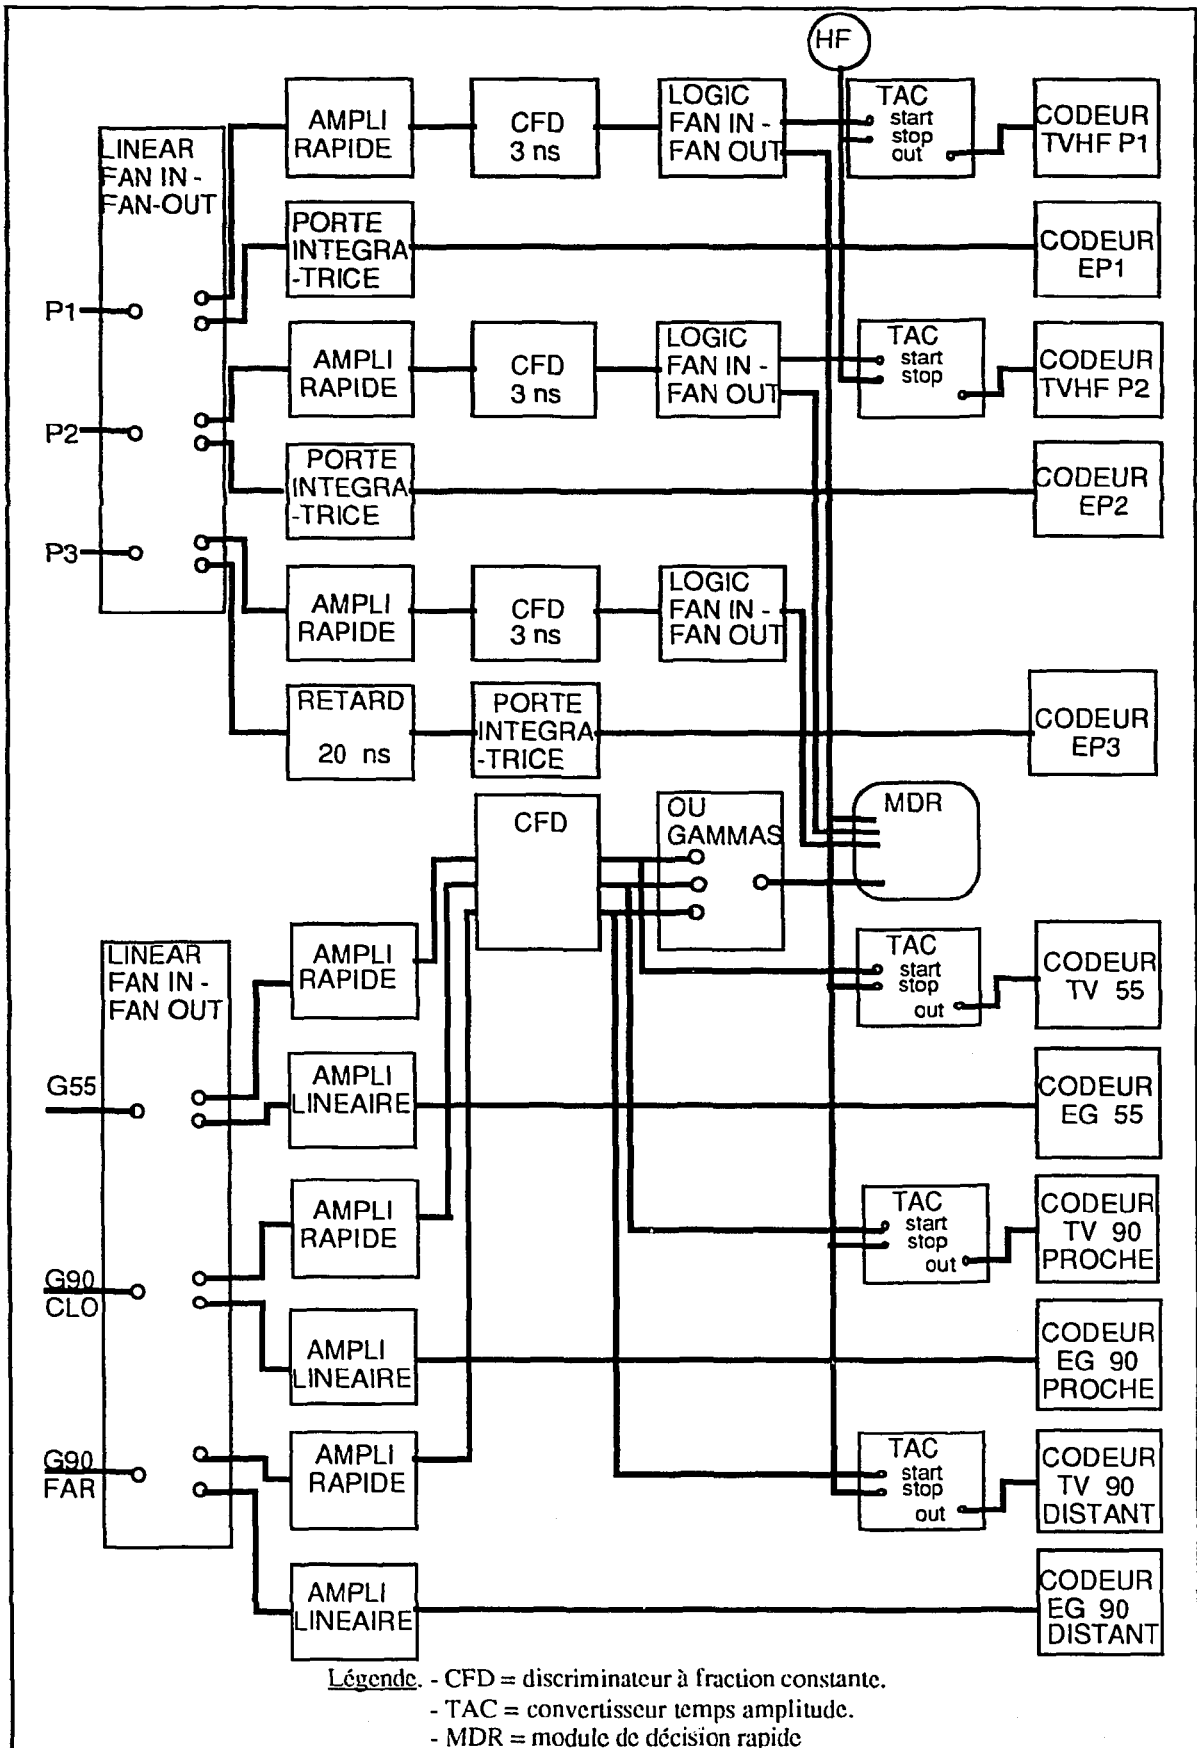 HF
LINEAR
FAN IN -
FAN-OUT
AMPLI
RAPIDE
CFD
3 ns
LOGIC
FAN IN -
FAN OUT
TAC
start
stop
out
CODEUR
TVHF P1
PORTE
INTEGRA
-TRICE
CODEUR
EP1
P1
AMPLI
RAPIDE
CFD
3 ns
LOGIC
FAN IN -
FAN OUT
TAC
start
stop
CODEUR
TVHF P2
P2
PORTE
INTEGRA
-TRICE
CODEUR
EP2
P3
AMPLI
RAPIDE
CFD
3 ns
LOGIC
FAN IN -
FAN OUT
RETARD
20 ns
PORTE
INTEGRA
-TRICE
CODEUR
EP3
CFD
OU
GAMMAS
MDR
LINEAR
FAN IN -
FAN OUT
AMPLI
RAPIDE
TAC
start
stop
out
CODEUR
TV 55
G55
AMPLI
LINEAIRE
CODEUR
EG 55
AMPLI
RAPIDE
TAC
start
stop
out
CODEUR
TV 90
PROCHE
G90
CLO
AMPLI
LINEAIRE
CODEUR
EG 90
PROCHE
G90
FAR
AMPLI
RAPIDE
TAC
start
stop
out
CODEUR
TV 90
DISTANT
AMPLI
LINEAIRE
CODEUR
EG 90
DISTANT
Légende. - CFD = discriminateur à fraction constante.
- TAC = convertisseur temps amplitude.
- MDR = module de décision rapide